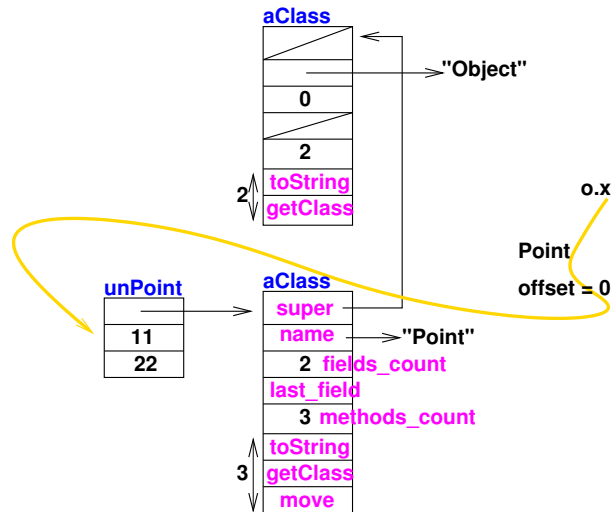 aClass
"Object"
0
2
2
toString
getClass
o.x
Point
offset = 0
unPoint
11
22
aClass
super
name
"Point"
2 fields_count
last_field
3 methods_count
3
toString
getClass
move